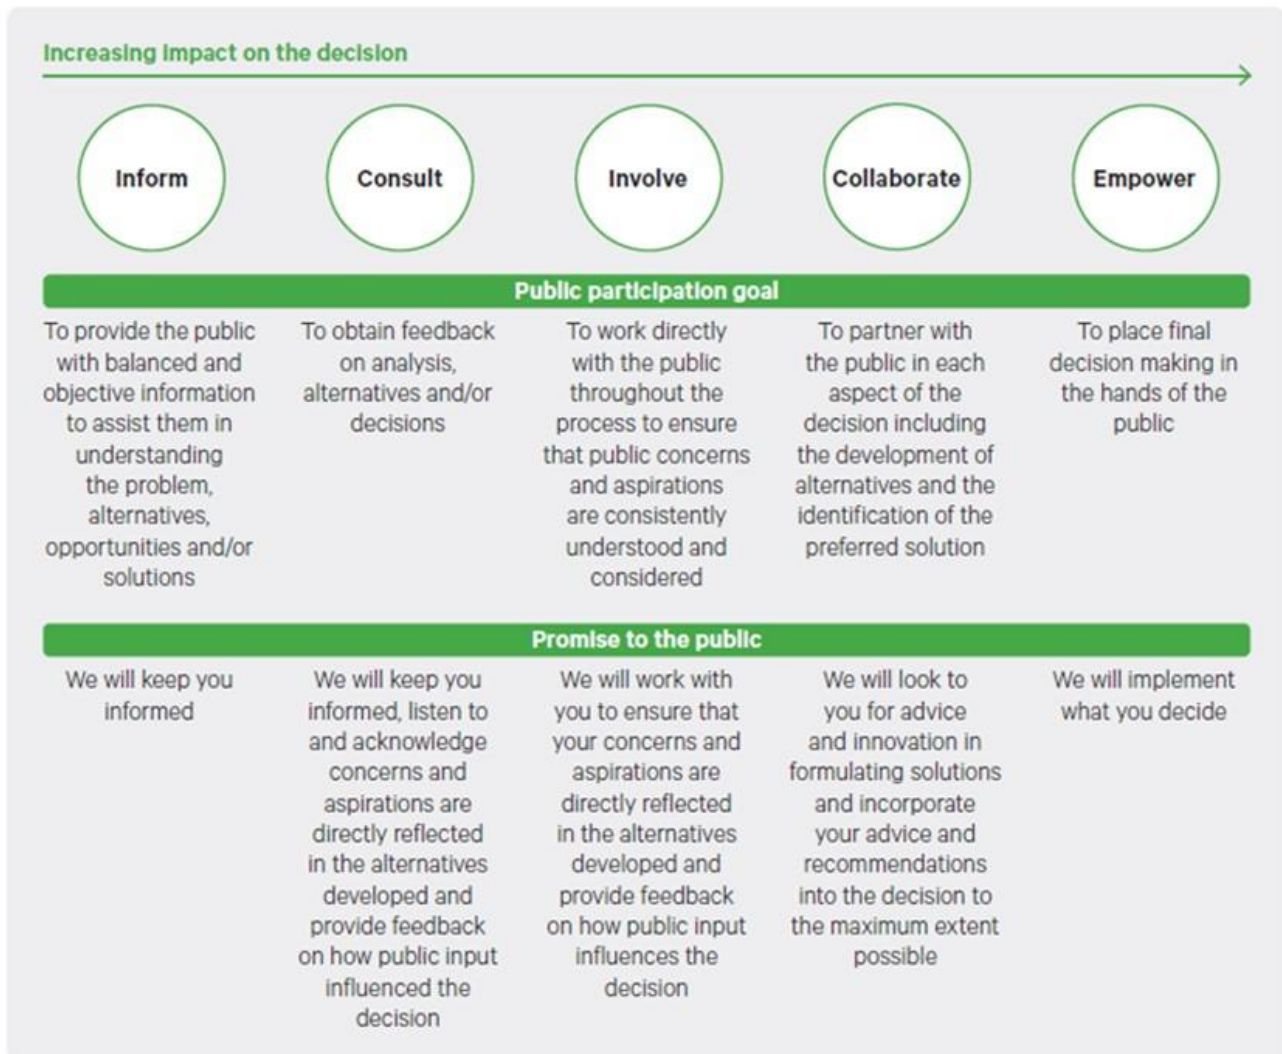 Increasing impact on the decision
Inform
Consult
Involve
Collaborate
Empower
Public participation goal
To provide the public
with balanced and
objective information
to assist them in
understanding
the problem,
alternatives,
opportunities and/or
solutions
To obtain feedback
on analysis,
alternatives and/or
decisions
To work directly
with the public
throughout the
process to ensure
that public concerns
and aspirations
are consistently
understood and
considered
To partner with
the public in each
aspect of the
decision including
the development of
alternatives and the
identification of the
preferred solution
To place final
decision making in
the hands of the
public
Promise to the public
We will keep you
informed
We will keep you
informed, listen to
and acknowledge
concerns and
aspirations are
directly reflected
in the alternatives
developed and
provide feedback
on how public input
influenced the
decision
We will work with
you to ensure that
your concerns and
aspirations are
directly reflected
in the alternatives
developed and
provide feedback
on how public input
influences the
decision
We will look to
you for advice
and innovation in
formulating solutions
and incorporate
your advice and
recommendations
into the decision to
the maximum extent
possible
We will implement
what you decide